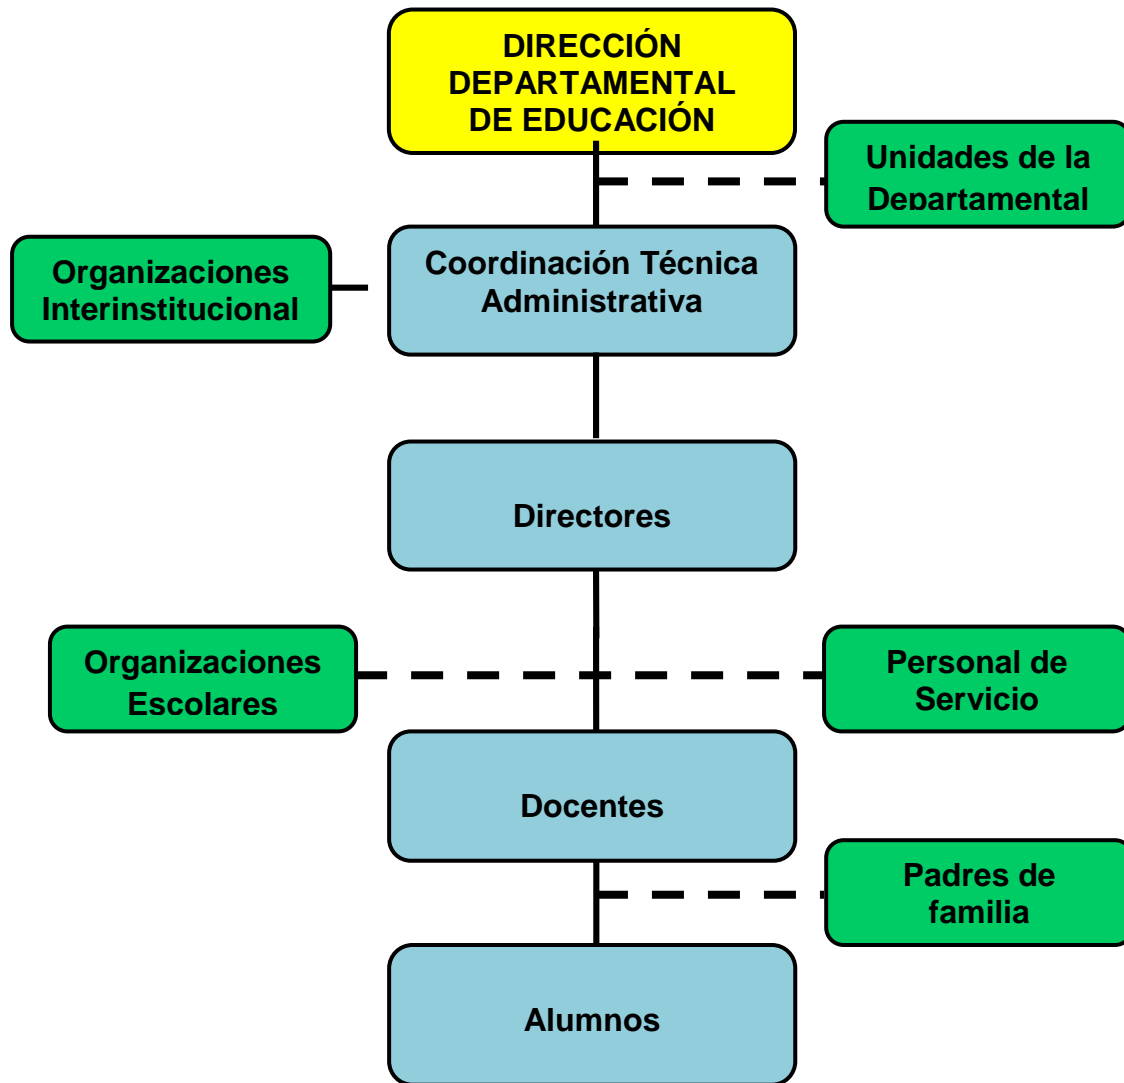 DIRECCIÓN
DEPARTAMENTAL
DE EDUCACIÓN
Unidades de la
Departamental
Organizaciones
Interinstitucional
Coordinación Técnica
Administrativa
Directores
Organizaciones
Escolares
Personal de
Servicio
Docentes
Padres de
familia
Alumnos